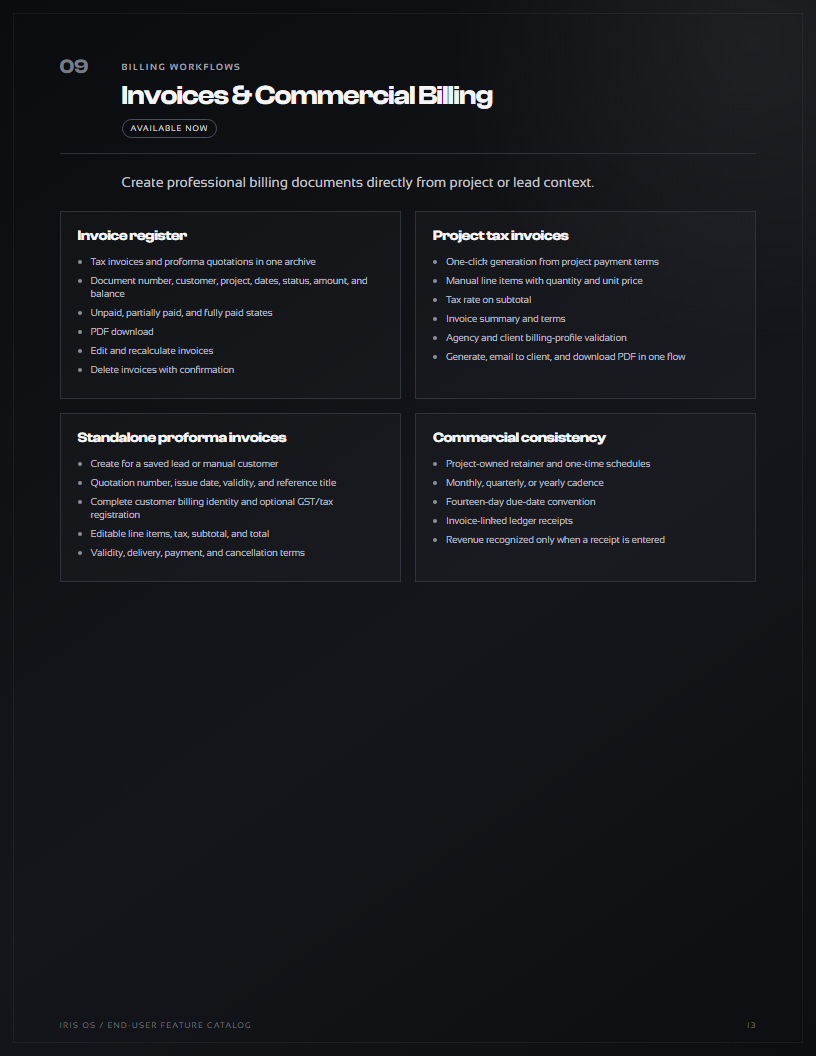 09
BILLING WORKFLOWS
Invoices & Commercial Billing
AVAILABLE NOW
Create professional billing documents directly from project or lead context.
Invoice register
Tax invoices and proforma quotations in one archive
Document number, customer, project, dates, status, amount, and
balance
Unpaid, partially paid, and fully paid states
PDF download
Edit and recalculate invoices
Delete invoices with confirmation
Project tax invoices
One-click generation from project payment terms
Manual line items with quantity and unit price
Tax rate on subtotal
Invoice summary and terms
Agency and client billing-profile validation
Generate, email to client, and download PDF in one flow
Standalone proforma invoices
Create for a saved lead or manual customer
Quotation number, issue date, validity, and reference title
Complete customer billing identity and optional GST/tax
registration
Editable line items, tax, subtotal, and total
Validity, delivery, payment, and cancellation terms
Commercial consistency
Project-owned retainer and one-time schedules
Monthly, quarterly, or yearly cadence
Fourteen-day due-date convention
Invoice-linked ledger receipts
Revenue recognized only when a receipt is entered
IRIS OS / END-USER FEATURE CATALOG
13